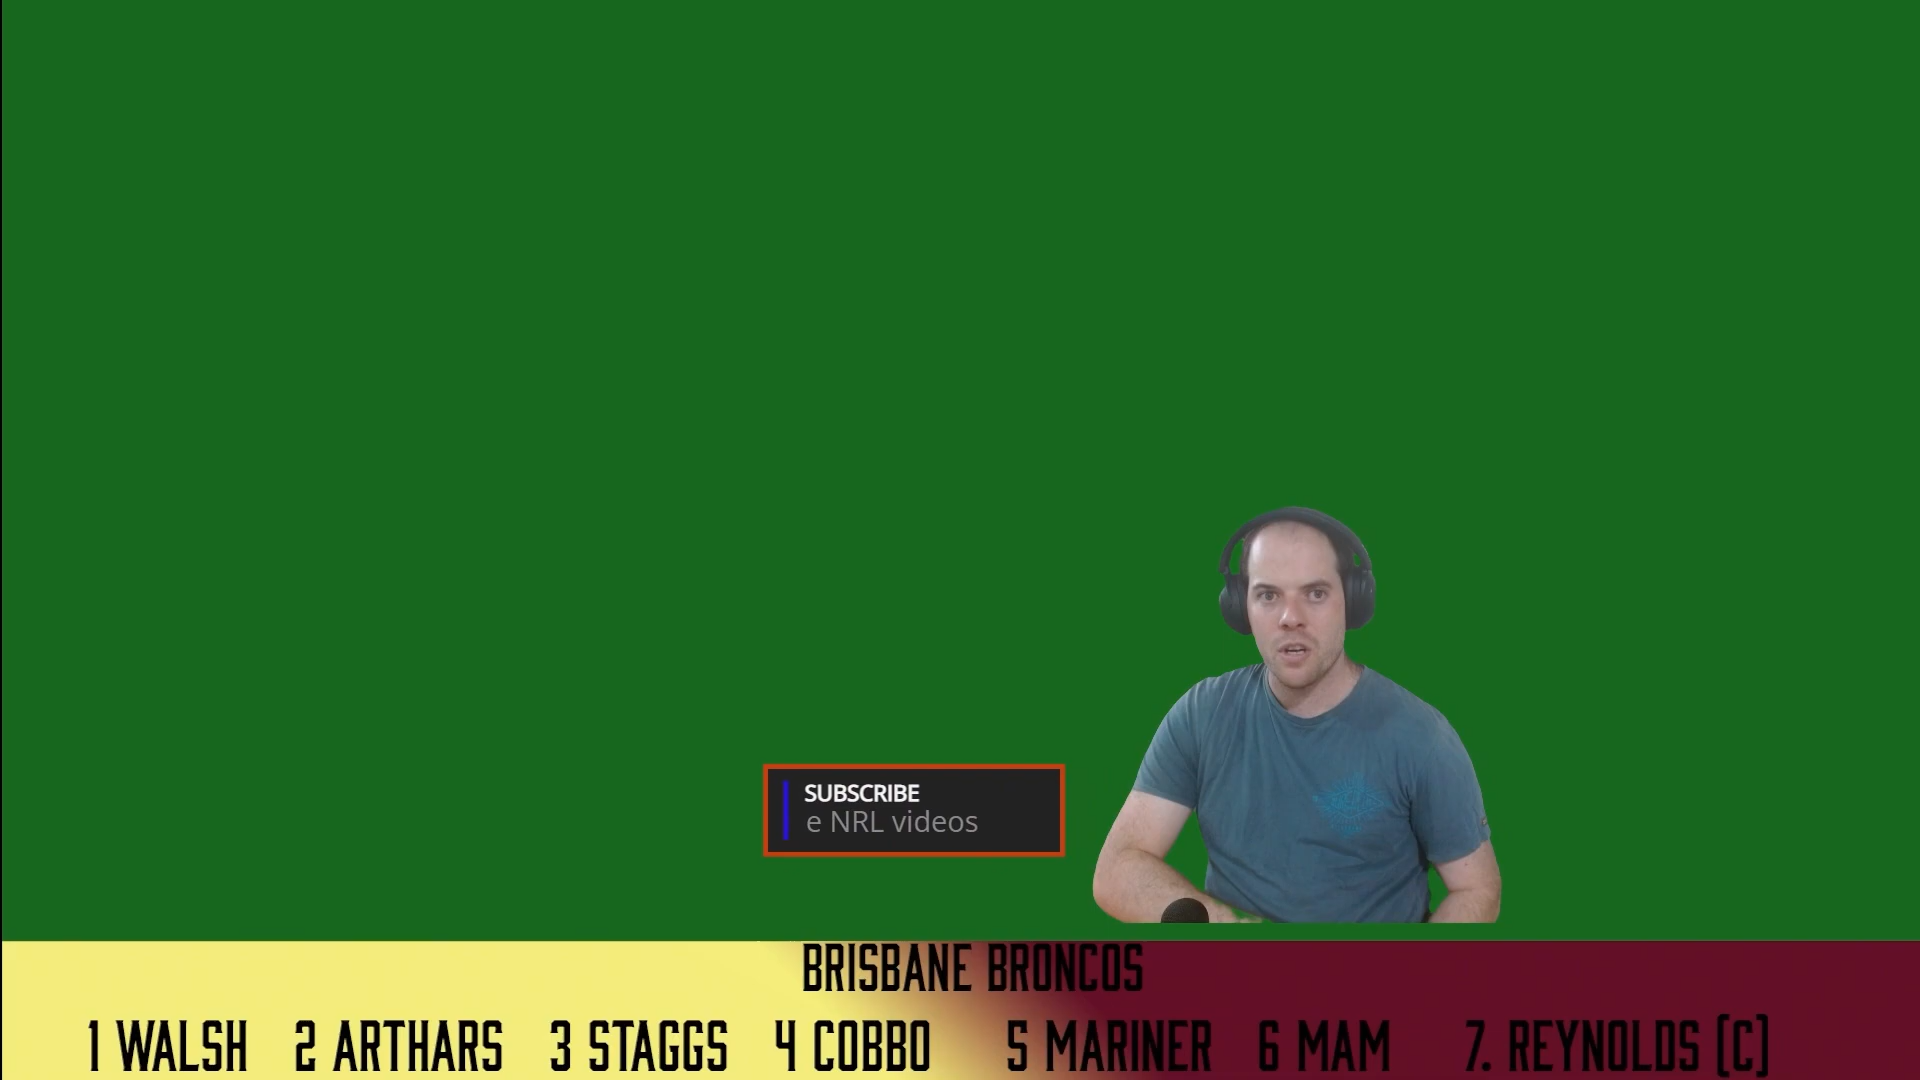 SUBSCRIBE
e NRL videos
BRISBANE BRONCOS
1 WALSH 2 ARTHARS 3 STAGGS 4 COBBO 5 MARINER 6 MAM 7. REYNOLDS (C)